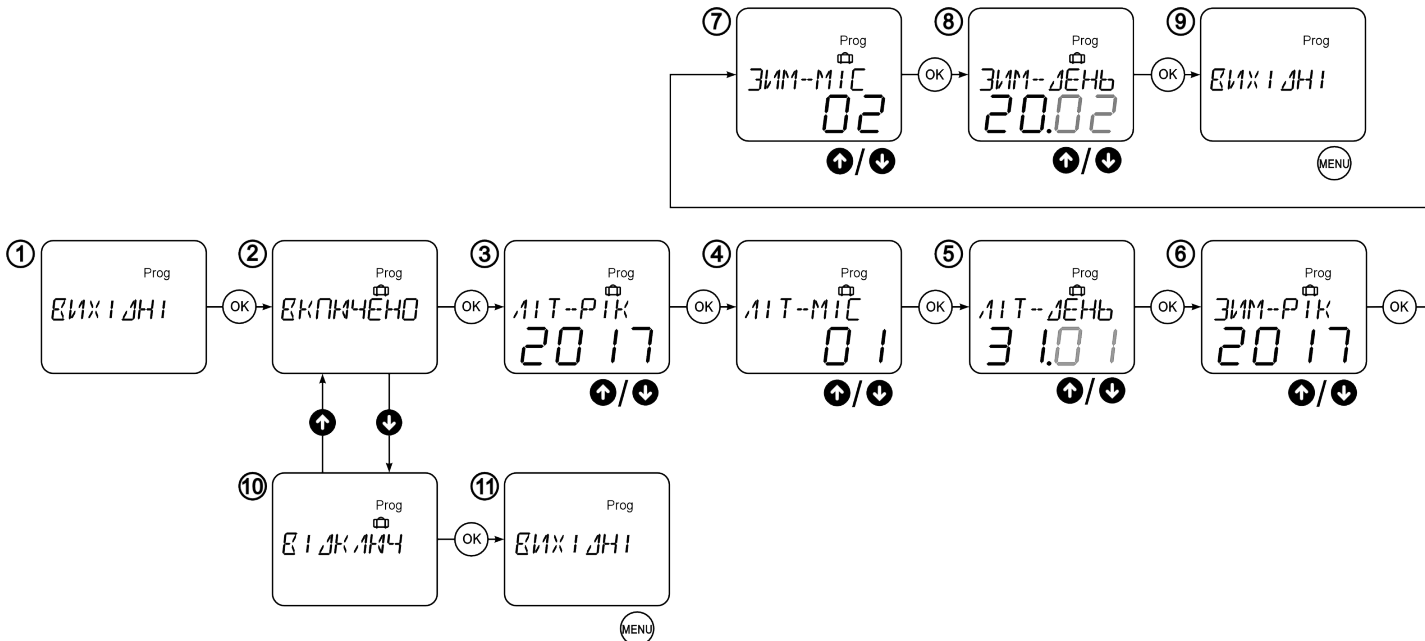 7
Prog
ЗИМ-МІС
02
OK
8
Prog
ЗИМ-ДЕНЬ
20.02
OK
9
Prog
ВИХІДНІ
/
/
MENU
1
Prog
ВИХІДНІ
OK
2
Prog
ВКПЮЧЕНО
OK
3
Prog
ЛІТ-РІК
2017
/
OK
4
Prog
ЛІТ-МІС
01
/
OK
5
Prog
ЛІТ-ДЕНЬ
31.01
/
OK
6
Prog
ЗИМ-РІК
2017
/
OK
10
Prog
ВІДКЛЮЧ
OK
11
Prog
ВИХІДНІ
MENU